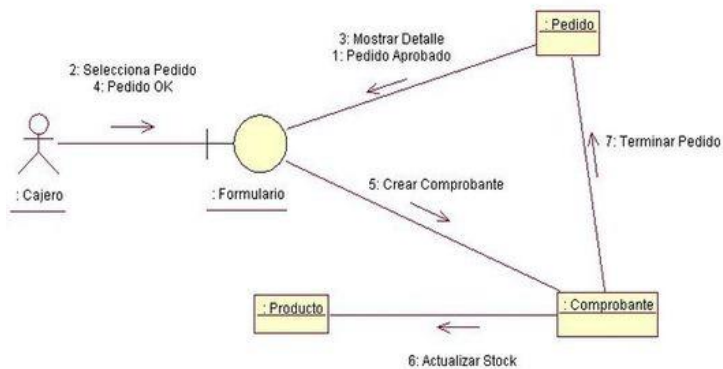 : Pedido
3: Mostrar Detalle
1: Pedido Aprobado
2: Selecciona Pedido
4: Pedido OK
7: Terminar Pedido
: Cajero
: Formulario
5: Crear Comprobante
: Producto
: Comprobante
6: Actualizar Stock